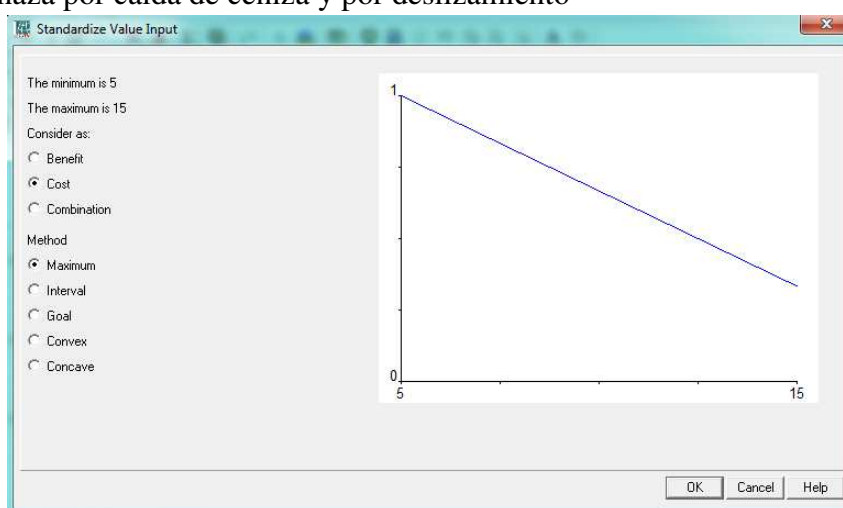 por caída de ceniza y por deslizamiento
Standardize Value Input
The minimum is 5
The maximum is 15
Consider as:
Benefit
Cost
Combination
Method
Maximum
Interval
Goal
Convex
Concave
1
0
5
15
OK Cancel Help